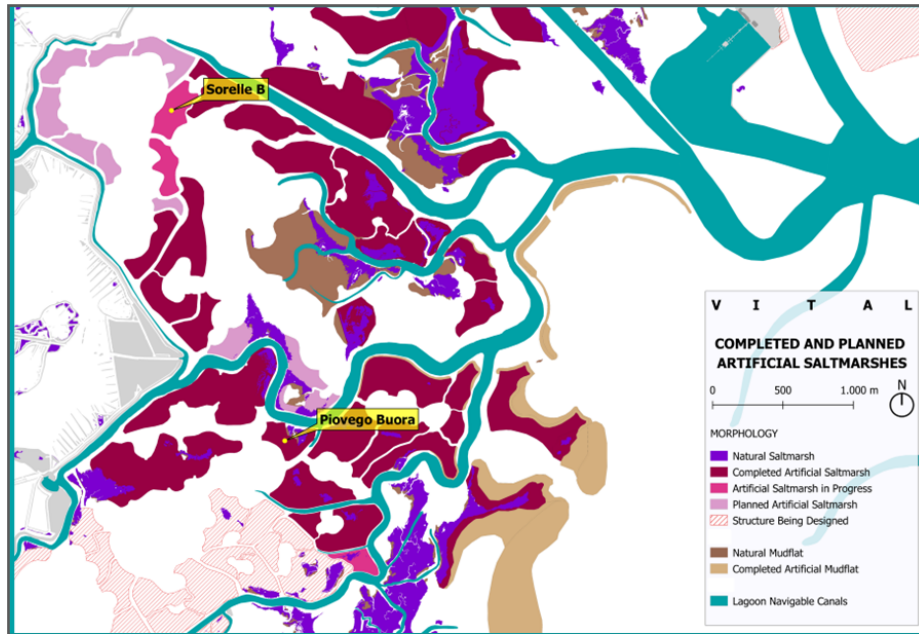 Sorelle B
Piovego Buora
V I T A L
COMPLETED AND PLANNED
ARTIFICIAL SALTMARSHES
0 500 1.000 m
N
MORPHOLOGY
Natural Saltmarsh
Completed Artificial Saltmarsh
Artificial Saltmarsh in Progress
Planned Artificial Saltmarsh
Structure Being Designed
Natural Mudflat
Completed Artificial Mudflat
Lagoon Navigable Canals